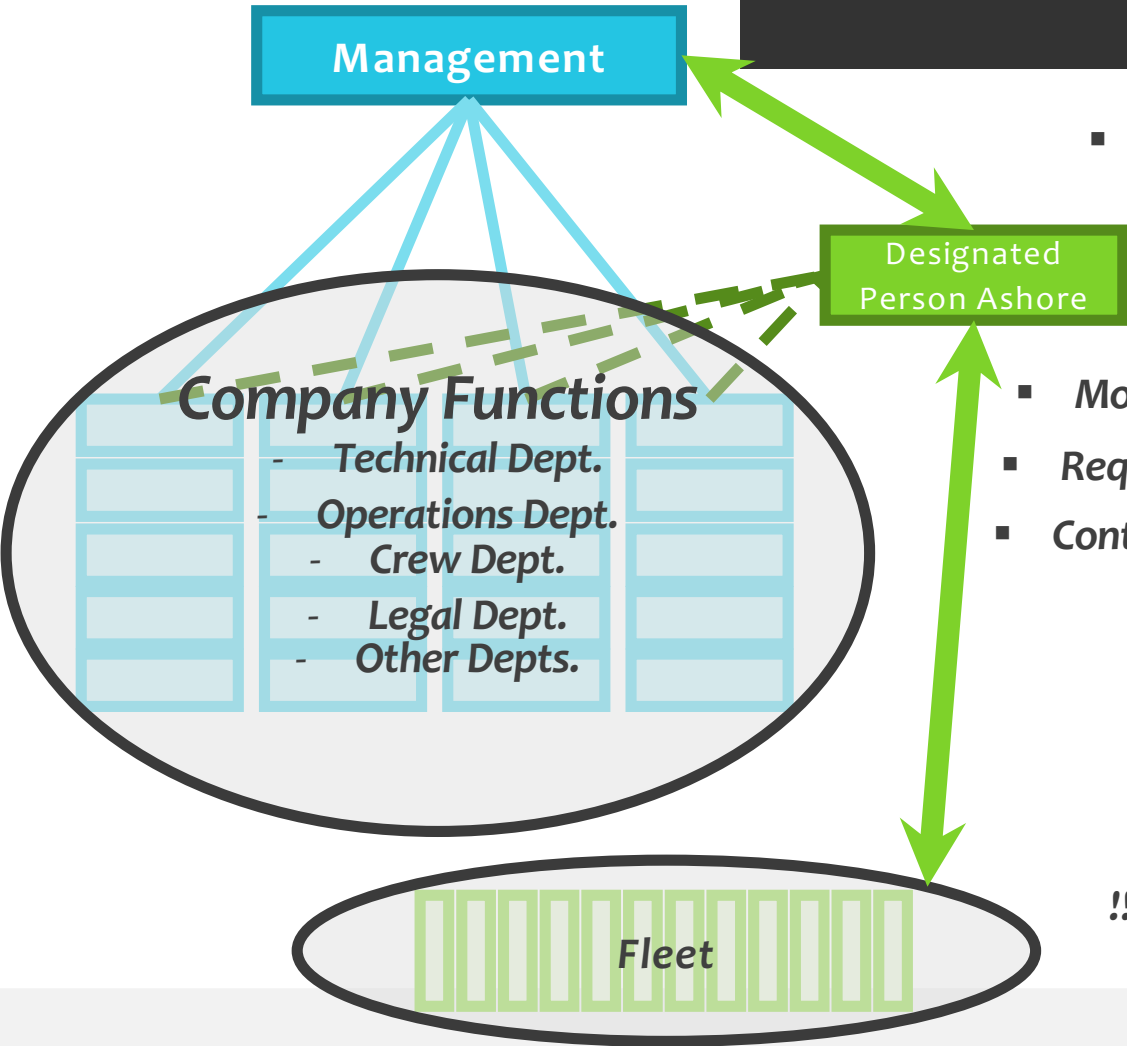 Management
Designated
Person Ashore
Company Functions
- Technical Dept.
- Operations Dept.
- Crew Dept.
- Legal Dept.
- Other Depts.
Fleet